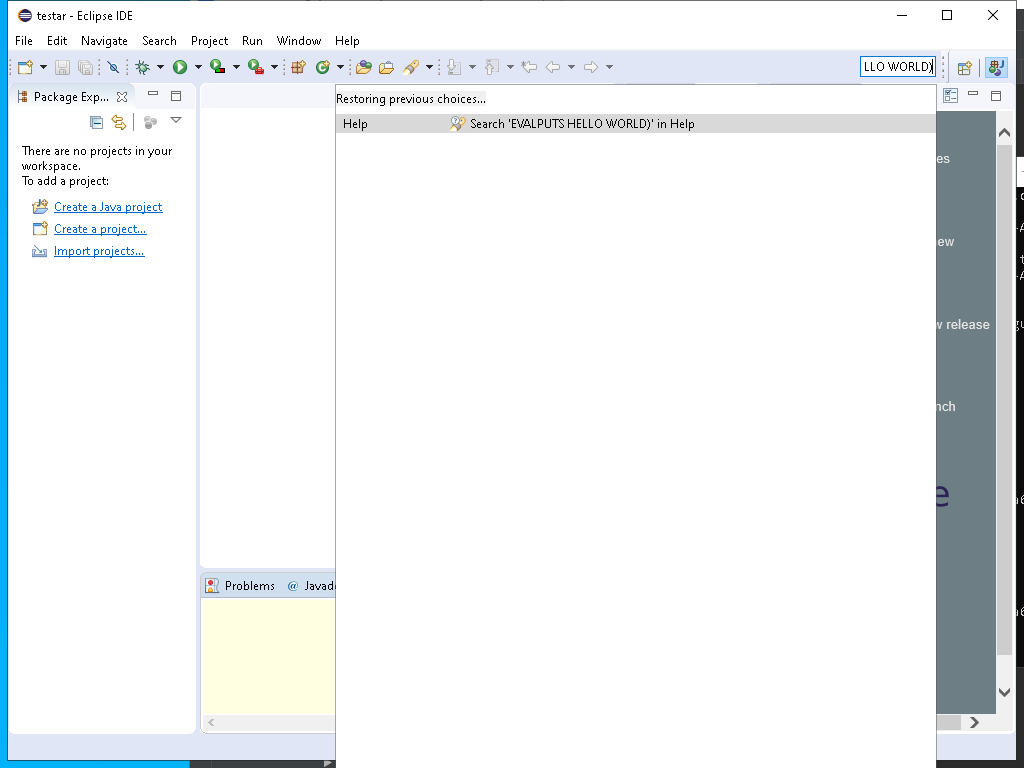 testar - Eclipse IDE
File Edit Navigate Search Project Run Window Help
LLO WORLD)
Package Exp...
Restoring previous choices...
Help Search 'EVALPUTS HELLO WORLD)' in Help
There are no projects in your
workspace.
To add a project:
Create a Java project
Create a project...
Import projects...
es
ew
w release
nch
e
Problems @ Javad